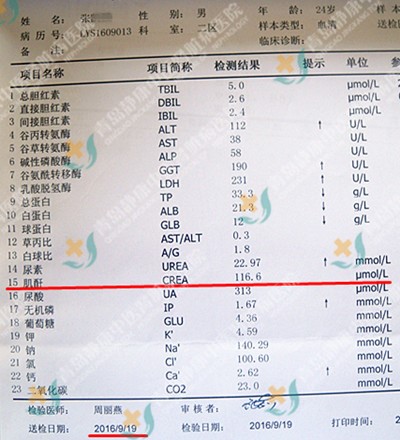 姓 名: 张 性 别: 男 年 龄: 24岁 样本
病历号: LYS1609013 科 室: 二区 样本类型: 血清 送检
备 注: 临床诊断:
项目名称 项目简称 检测结果 提示 单位 参
1 总胆红素 TBIL 5.0 μmol/L
2 直接胆红素 DBIL 2.6 μmol/L
3 间接胆红素 IBIL 2.4 μmol/L
4 谷丙转氨酶 ALT 112 ↑ U/L
5 谷草转氨酶 AST 38 U/L
6 碱性磷酸酶 ALP 58 U/L
7 谷氨酰转移酶 GGT 190 ↑ U/L
8 乳酸脱氢酶 LDH 231 ↑ U/L
9 总蛋白 TP 33.3 ↓ g/L
10 白蛋白 ALB 21.3 ↓ g/L
11 球蛋白 GLB 12 ↓ g/L
12 草丙比 AST/ALT 0.3
13 白球比 A/G 1.8
14 尿素 UREA 22.97 ↑ mmol/L
15 肌酐 CREA 116.6 μmol/L
16 尿酸 UA 313 μmol/L
17 无机磷 IP 1.67 ↑ mmol/L
18 葡萄糖 GLU 4.36 mmol/L
19 钾 K⁺ 4.59 mmol/L
20 钠 Na⁺ 140.29 mmol/L
21 氯 Cl⁻ 100.60 mmol/L
22 钙 Ca⁺ 2.62 ↑ mmol/L
23 二氧化碳 CO2 23.0 mmol/L
检验医师: 周丽燕 审 核 者:
送检日期: 2016/9/19 检验日期: 2016/9/19 打印时间: 2